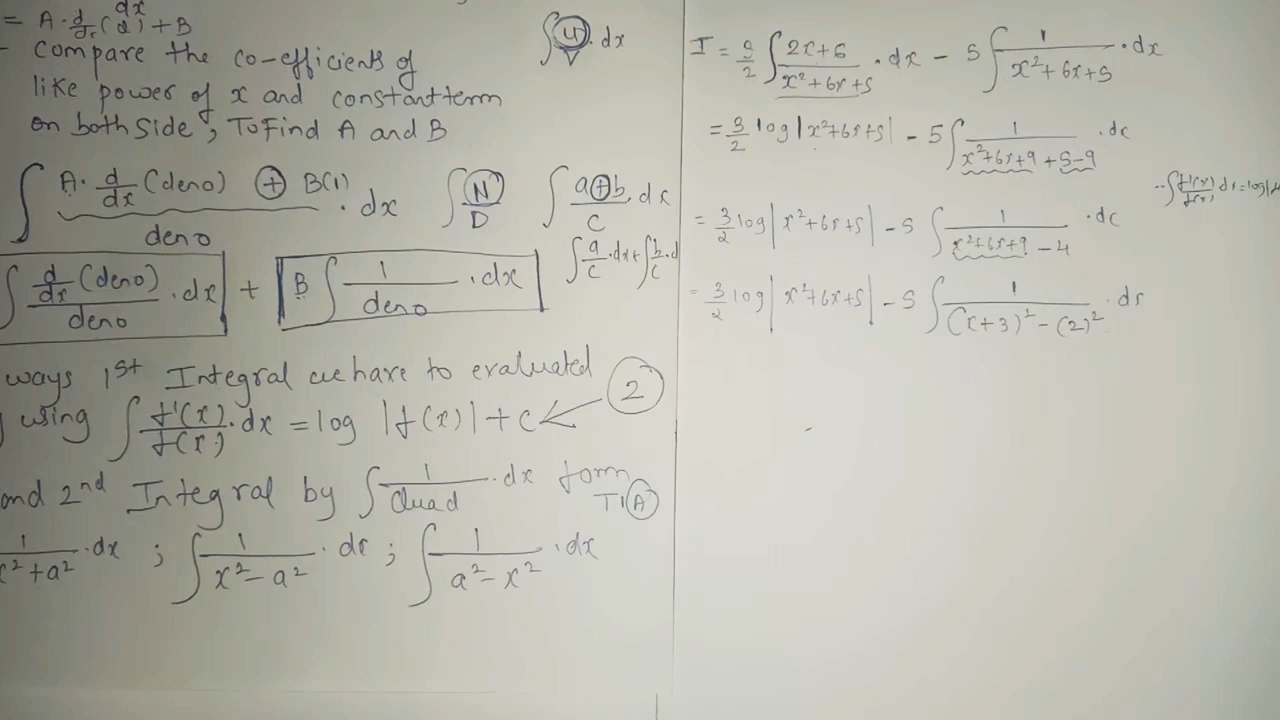 dx
= A · d/dx ( ) + B
Compare the co-efficients of
like power of x and constant term
on both side, To Find A and B
∫ A · d/dx (deno) + B(1) / deno · dx
∫ d/dx (deno) / deno · dx + B ∫ 1 / deno · dx
ways 1st Integral we have to evaluated
using ∫ f'(x) / f(x) · dx = log |f(x)| + c ← 2
and 2nd Integral by ∫ 1 / Quad · dx form
T1 A
1 / x² + a² · dx ; ∫ 1 / x² - a² · dx ; ∫ 1 / a² - x² · dx
∫ u / v · dx
∫ N / D
∫ a + b / c · dx
∫ a/c · dx + ∫ b/c · d
I = 3/2 ∫ 2x+6 / x²+6x+5 · dx - 5 ∫ 1 / x²+6x+5 · dx
= 3/2 log |x²+6x+5| - 5 ∫ 1 / x²+6x+9+5-9 · dx
∫ f'(x) / f(x) dx = log|
= 3/2 log |x²+6x+5| - 5 ∫ 1 / x²+6x+9 - 4 · dx
= 3/2 log |x²+6x+5| - 5 ∫ 1 / (x+3)² - (2)² · dx